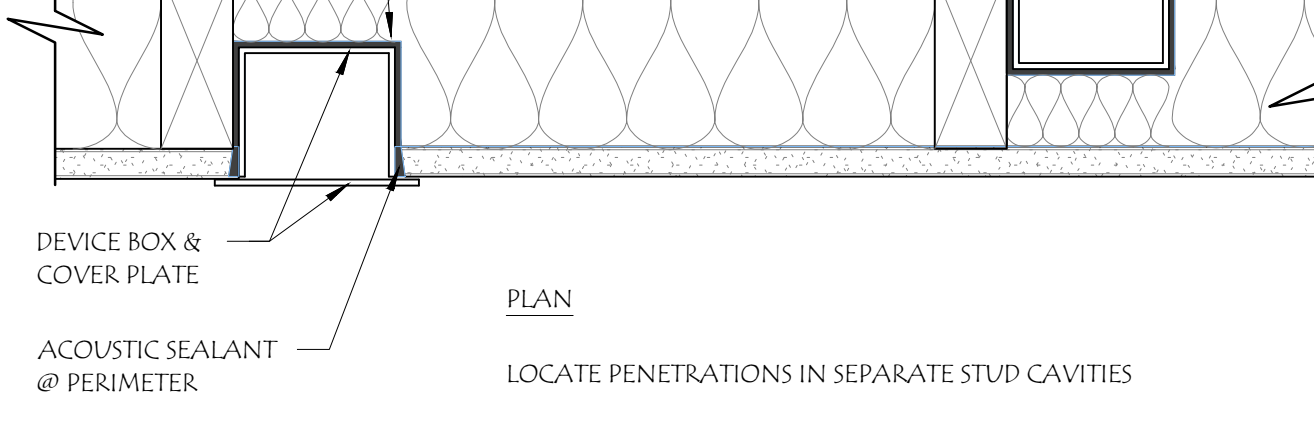 DEVICE BOX &
COVER PLATE
ACOUSTIC SEALANT
@ PERIMETER
PLAN
LOCATE PENETRATIONS IN SEPARATE STUD CAVITIES